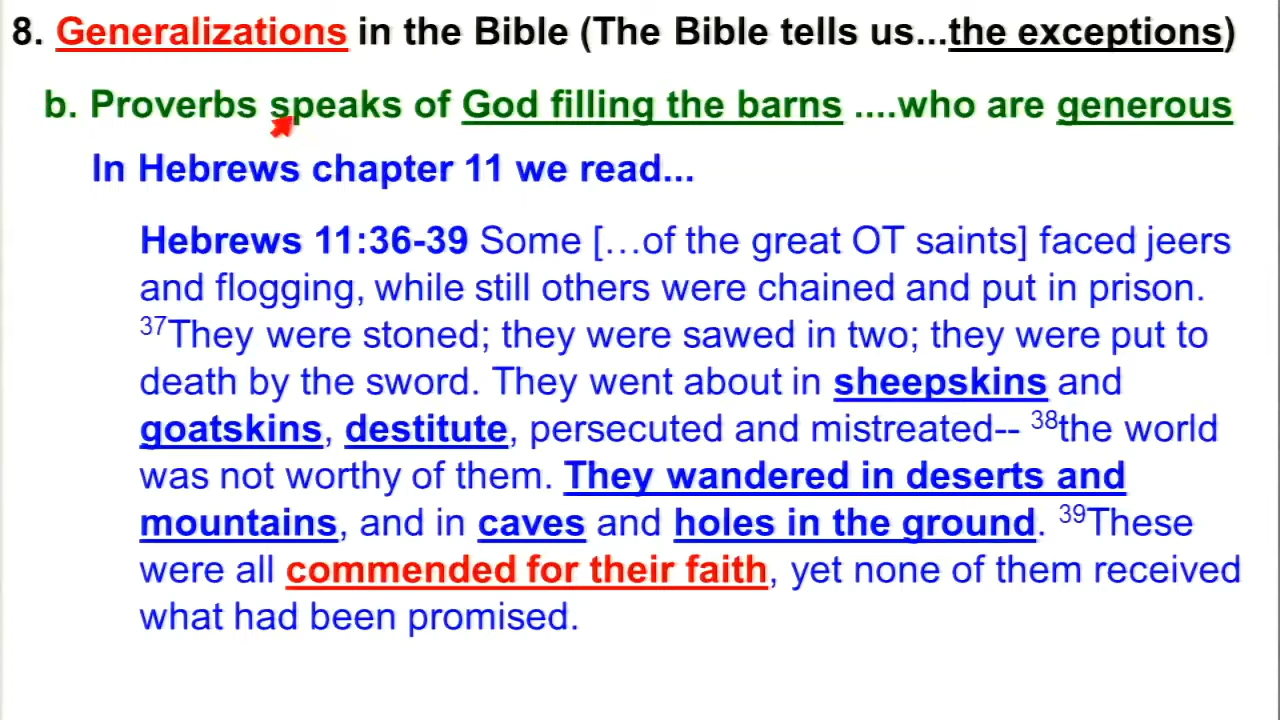 8. Generalizations in the Bible (The Bible tells us...the exceptions)
b. Proverbs speaks of God filling the barns ....who are generous
In Hebrews chapter 11 we read...
Hebrews 11:36-39 Some [...of the great OT saints] faced jeers
and flogging, while still others were chained and put in prison.
37They were stoned; they were sawed in two; they were put to
death by the sword. They went about in sheepskins and
goatskins, destitute, persecuted and mistreated-- 38the world
was not worthy of them. They wandered in deserts and
mountains, and in caves and holes in the ground. 39These
were all commended for their faith, yet none of them received
what had been promised.